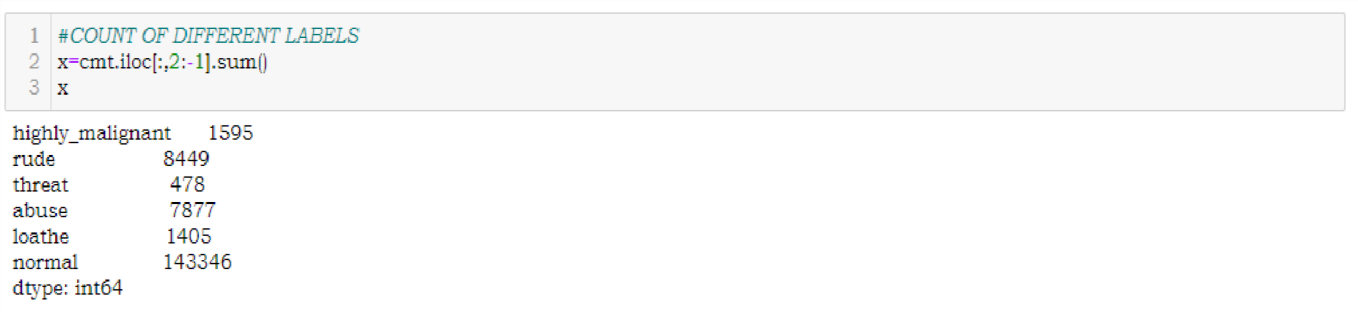 1 #COUNT OF DIFFERENT LABELS
2 x=cmt.iloc[:,2:-1].sum()
3 x
highly_malignant 1595
rude 8449
threat 478
abuse 7877
loathe 1405
normal 143346
dtype: int64